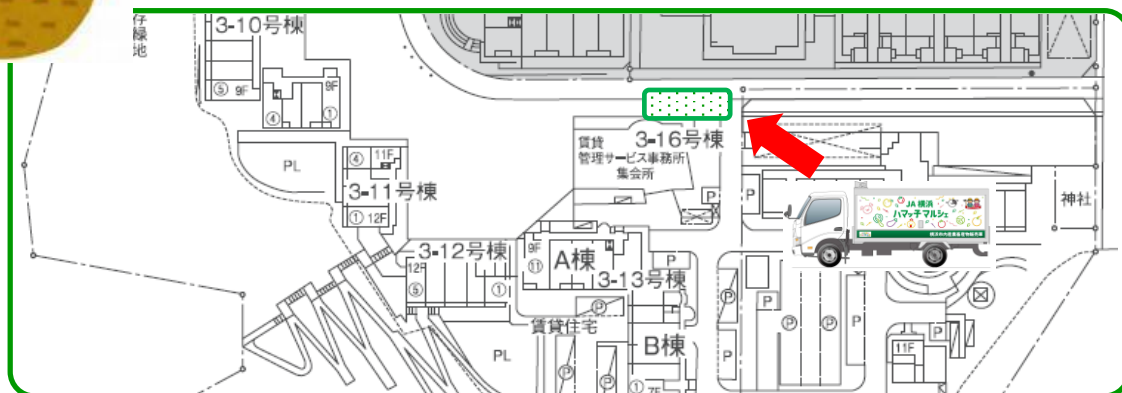 存緑地
3-10号棟
⑤ 9F
9F
④
①
PL
④ 11F
3-11号棟
① 12F
賃貸
3-16号棟
管理サービス事務所
集会所
P
神社
JA 横浜
ハマッ子マルシェ
3-12号棟
12F
⑤
①
9F
⑪
A棟
3-13号棟
P
P
賃貸住宅
PL
B棟
P
P
① 7F
P
P
P
P
P
P
P
P
11F